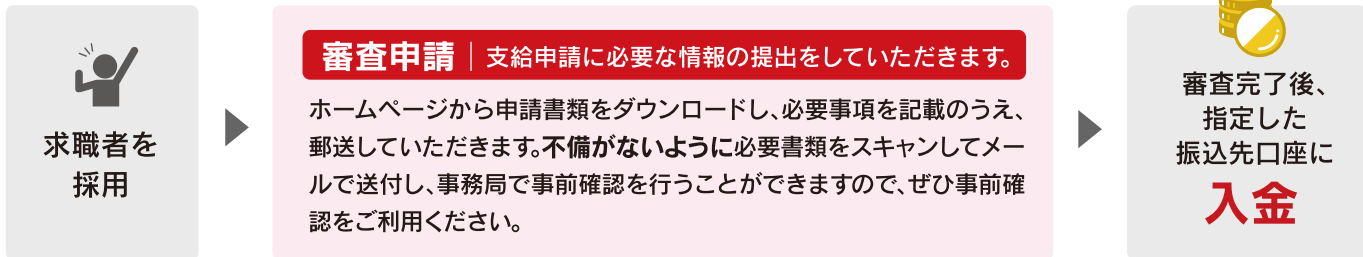 求職者を
採用
審査申請｜支給申請に必要な情報の提出をしていただきます。
ホームページから申請書類をダウンロードし、必要事項を記載のうえ、
郵送していただきます。不備がないように必要書類をスキャンしてメー
ルで送付し、事務局で事前確認を行うことができますので、ぜひ事前確
認をご利用ください。
審査完了後、
指定した
振込先口座に
入金